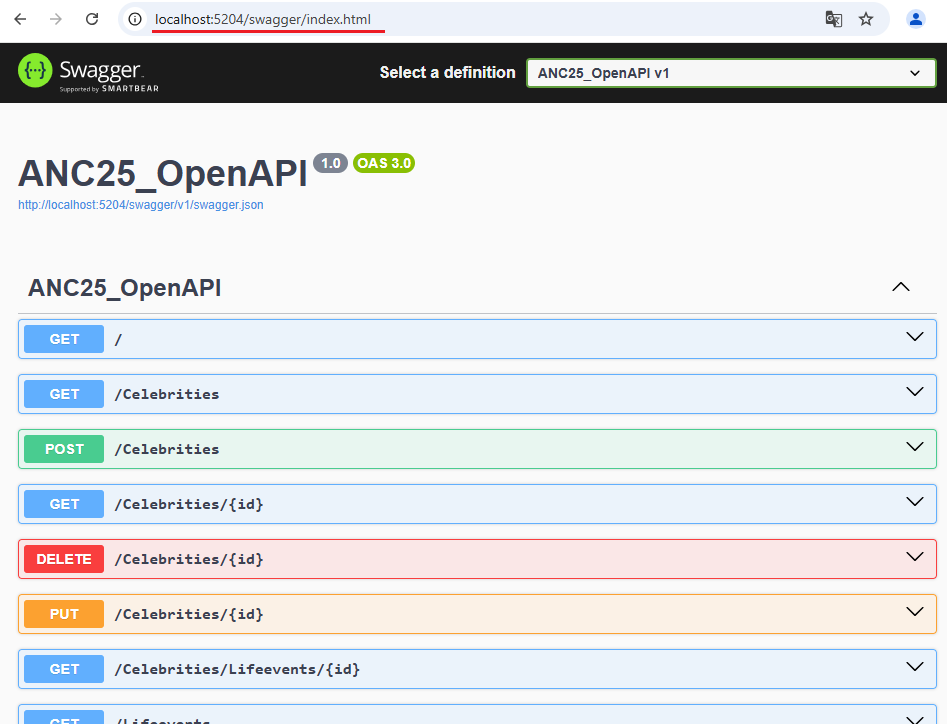 localhost:5204/swagger/index.html
Swagger
Supported by SMARTBEAR
Select a definition
ANC25_OpenAPI v1
ANC25_OpenAPI 1.0 OAS 3.0
http://localhost:5204/swagger/v1/swagger.json
ANC25_OpenAPI
GET /
GET /Celebrities
POST /Celebrities
GET /Celebrities/{id}
DELETE /Celebrities/{id}
PUT /Celebrities/{id}
GET /Celebrities/Lifeevents/{id}
GET /Lifeevents